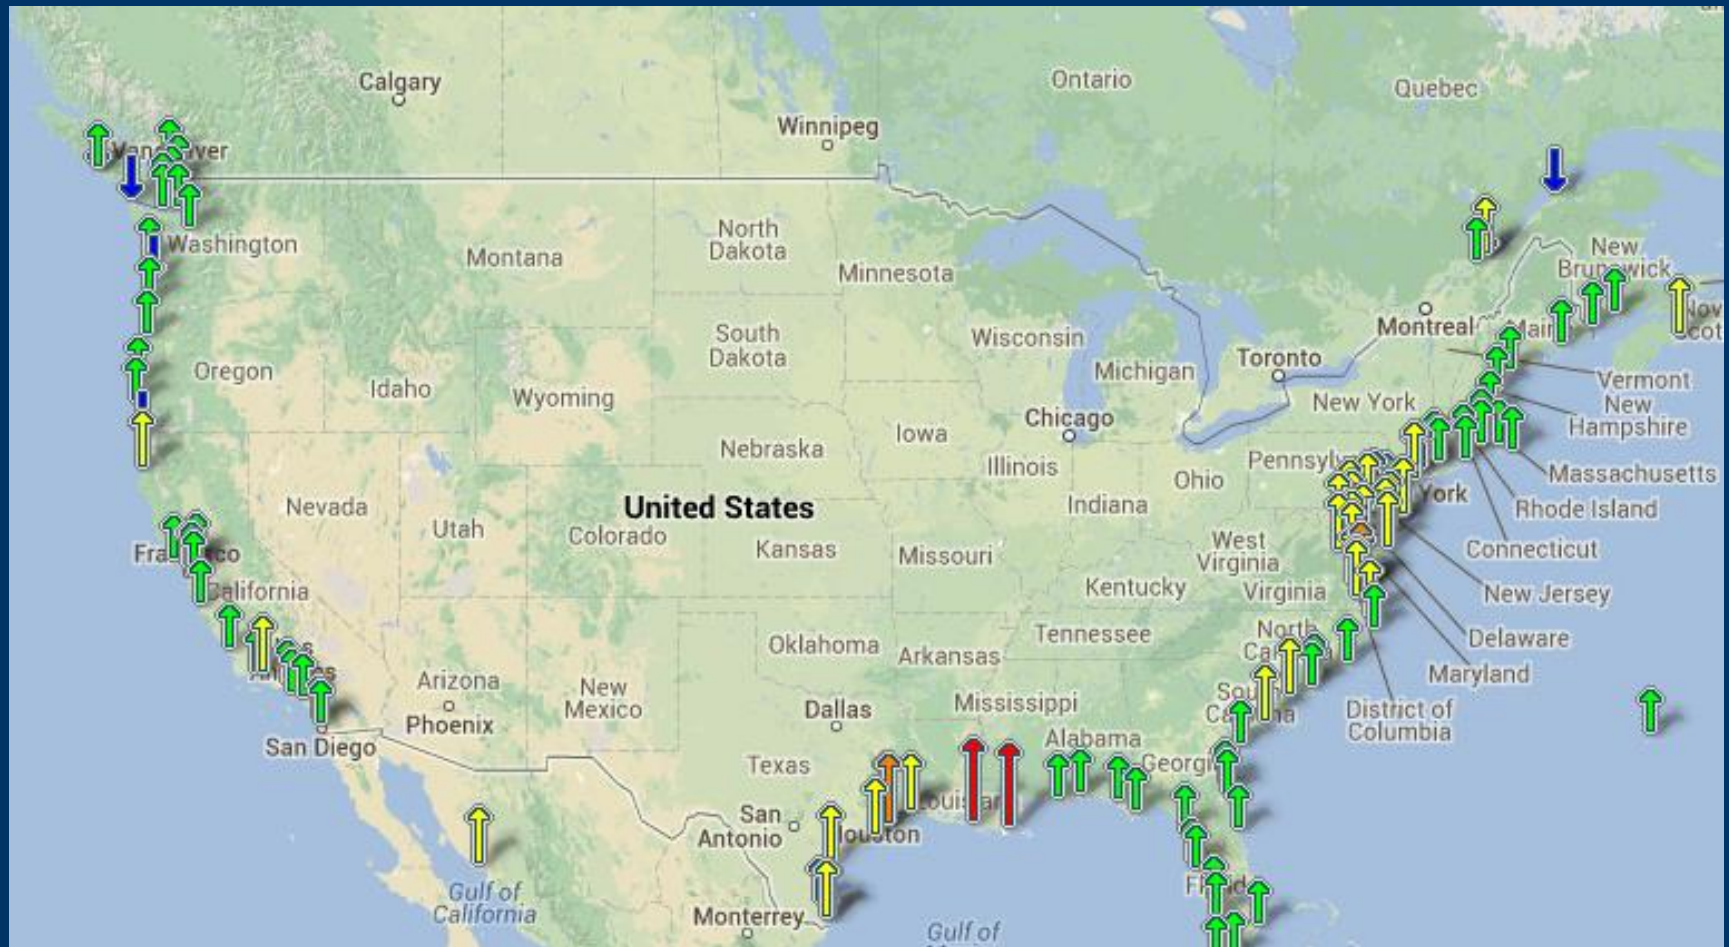 Calgary
Ontario
Quebec
Winnipeg
Washington
Montana
North
Dakota
Minnesota
New
Brunswick
South
Dakota
Wisconsin
Montreal
Toronto
Michigan
Oregon
Idaho
Wyoming
Vermont
New
Hampshire
New York
Chicago
Iowa
Nebraska
Illinois
Ohio
Massachusetts
Rhode Island
York
Nevada
United States
Indiana
Utah
Colorado
Kansas
Missouri
West
Virginia
Connecticut
California
Kentucky
Virginia
New Jersey
Delaware
Maryland
Tennessee
Oklahoma
Arkansas
North
Arizona
New
Mexico
Phoenix
Mississippi
Dallas
District of
Columbia
San Diego
Alabama
Texas
San
Antonio
Houston
Gulf of
California
Monterrey
Gulf of